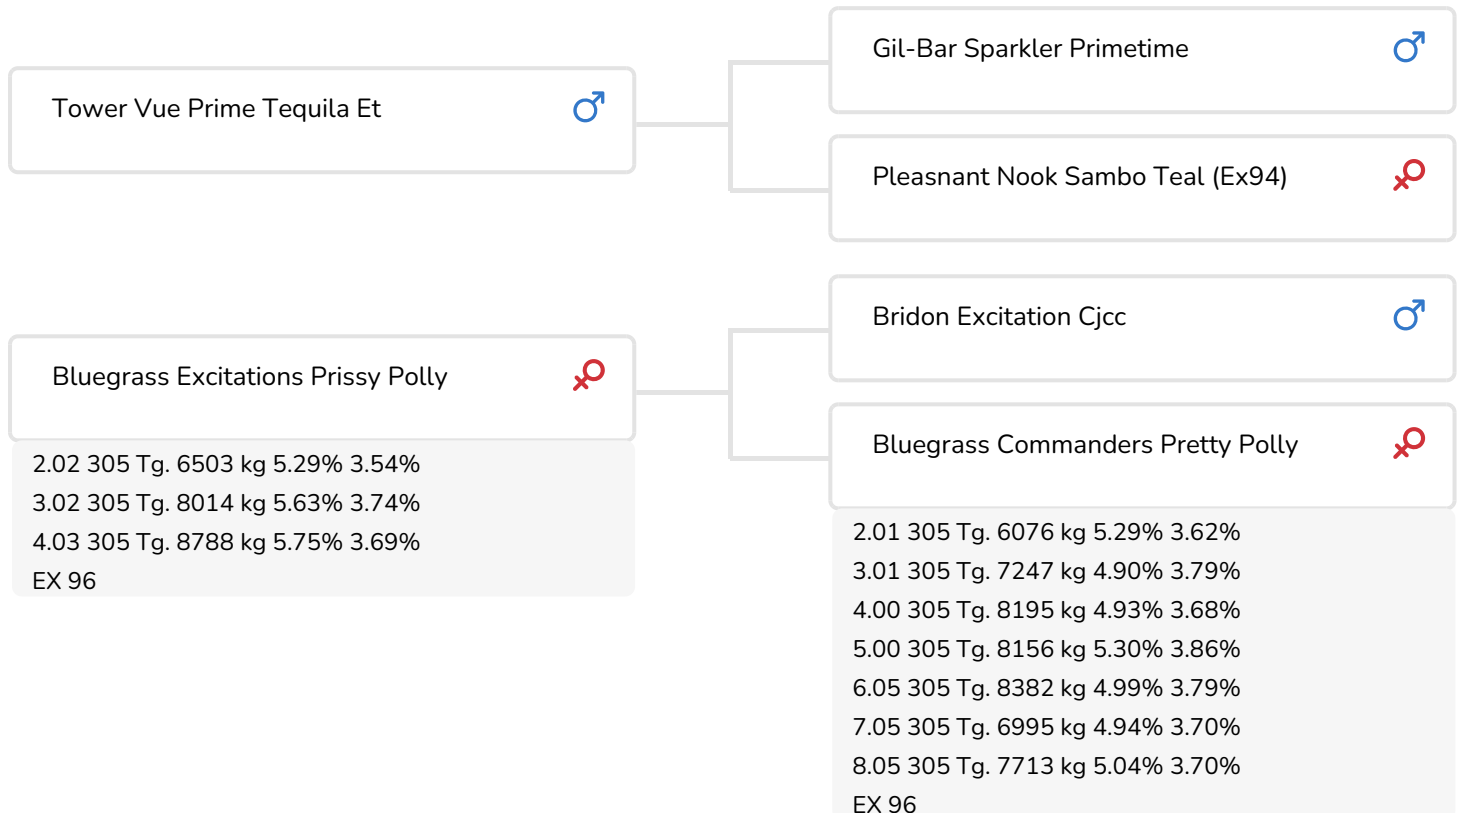 Gil-Bar Sparkler Primetime
Tower Vue Prime Tequila Et
Pleasnant Nook Sambo Teal (Ex94)
Bridon Excitation Cjcc
Bluegrass Excitations Prissy Polly
2.02 305 Tg. 6503 kg 5.29% 3.54%
3.02 305 Tg. 8014 kg 5.63% 3.74%
4.03 305 Tg. 8788 kg 5.75% 3.69%
EX 96
Bluegrass Commanders Pretty Polly
2.01 305 Tg. 6076 kg 5.29% 3.62%
3.01 305 Tg. 7247 kg 4.90% 3.79%
4.00 305 Tg. 8195 kg 4.93% 3.68%
5.00 305 Tg. 8156 kg 5.30% 3.86%
6.05 305 Tg. 8382 kg 4.99% 3.79%
7.05 305 Tg. 6995 kg 4.94% 3.70%
8.05 305 Tg. 7713 kg 5.04% 3.70%
EX 96